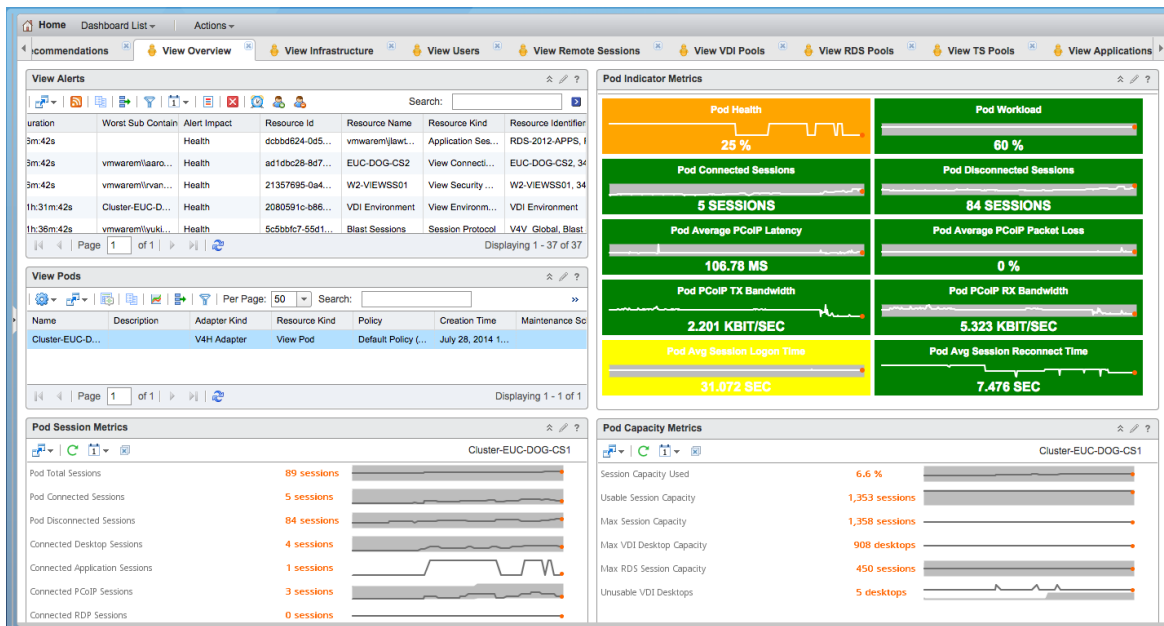 Home Dashboard List Actions
ecommendations View Overview View Infrastructure View Users View Remote Sessions View VDI Pools View RDS Pools View TS Pools View Applications
View Alerts
Search:
uration Worst Sub Contain Alert Impact Resource Id Resource Name Resource Kind Resource Identifier
3m:42s Health dcbbd624-0d5... vmwarem\jlawt... Application Ses... RDS-2012-APPS,
3m:42s vmwarem\\aaro... Health ad1dbc28-8d7... EUC-DOG-CS2 View Connecti... EUC-DOG-CS2, 34
3m:42s vmwarem\\rvan... Health 21357695-0a4... W2-VIEWSS01 View Security ... W2-VIEWSS01, 34
1h:31m:42s Cluster-EUC-D... Health 2080591c-b86... VDI Environment View Environm... VDI Environment
1h:36m:42s vmwarem\\yuki... Health 5c5bbfc7-55d1... Blast Sessions Session Protocol V4V_Global, Blast
Page 1 of 1 Displaying 1 - 37 of 37
View Pods
Per Page: 50 Search: »
Name Description Adapter Kind Resource Kind Policy Creation Time Maintenance Sc
Cluster-EUC-D... V4H Adapter View Pod Default Policy (... July 28, 2014 1...
Page 1 of 1 Displaying 1 - 1 of 1
Pod Indicator Metrics
Pod Health
25 %
Pod Workload
60 %
Pod Connected Sessions
5 SESSIONS
Pod Disconnected Sessions
84 SESSIONS
Pod Average PCoIP Latency
106.78 MS
Pod Average PCoIP Packet Loss
0 %
Pod PCoIP TX Bandwidth
2.201 KBIT/SEC
Pod PCoIP RX Bandwidth
5.323 KBIT/SEC
Pod Avg Session Logon Time
31.072 SEC
Pod Avg Session Reconnect Time
7.476 SEC
Pod Session Metrics
Cluster-EUC-DOG-CS1
Pod Total Sessions 89 sessions
Pod Connected Sessions 5 sessions
Pod Disconnected Sessions 84 sessions
Connected Desktop Sessions 4 sessions
Connected Application Sessions 1 sessions
Connected PCoIP Sessions 3 sessions
Connected RDP Sessions 0 sessions
Pod Capacity Metrics
Cluster-EUC-DOG-CS1
Session Capacity Used 6.6 %
Usable Session Capacity 1,353 sessions
Max Session Capacity 1,358 sessions
Max VDI Desktop Capacity 908 desktops
Max RDS Session Capacity 450 sessions
Unusable VDI Desktops 5 desktops